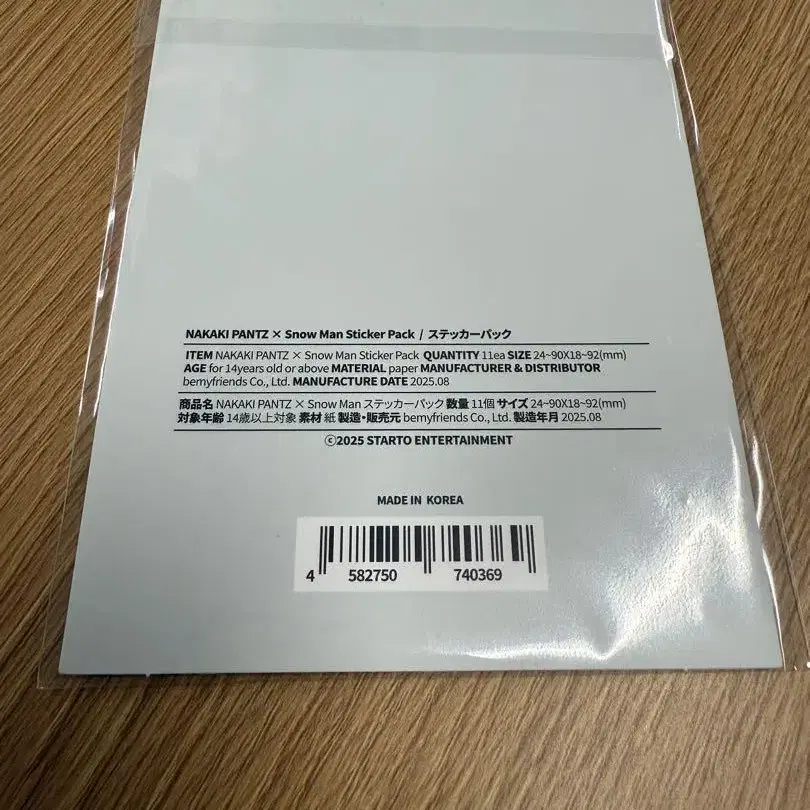 NAKAKI PANTZ × Snow Man Sticker Pack / ステッカーパック
ITEM NAKAKI PANTZ × Snow Man Sticker Pack QUANTITY 11ea SIZE 24~90X18~92(mm)
AGE for 14years old or above MATERIAL paper MANUFACTURER & DISTRIBUTOR
bemyfriends Co., Ltd. MANUFACTURE DATE 2025.08
商品名 NAKAKI PANTZ × Snow Man ステッカーパック 数量 11個 サイズ 24~90X18~92(mm)
対象年齢 14歳以上対象 素材 紙 製造・販売元 bemyfriends Co., Ltd. 製造年月 2025.08
ⓒ2025 STARTO ENTERTAINMENT
MADE IN KOREA
4 582750 740369